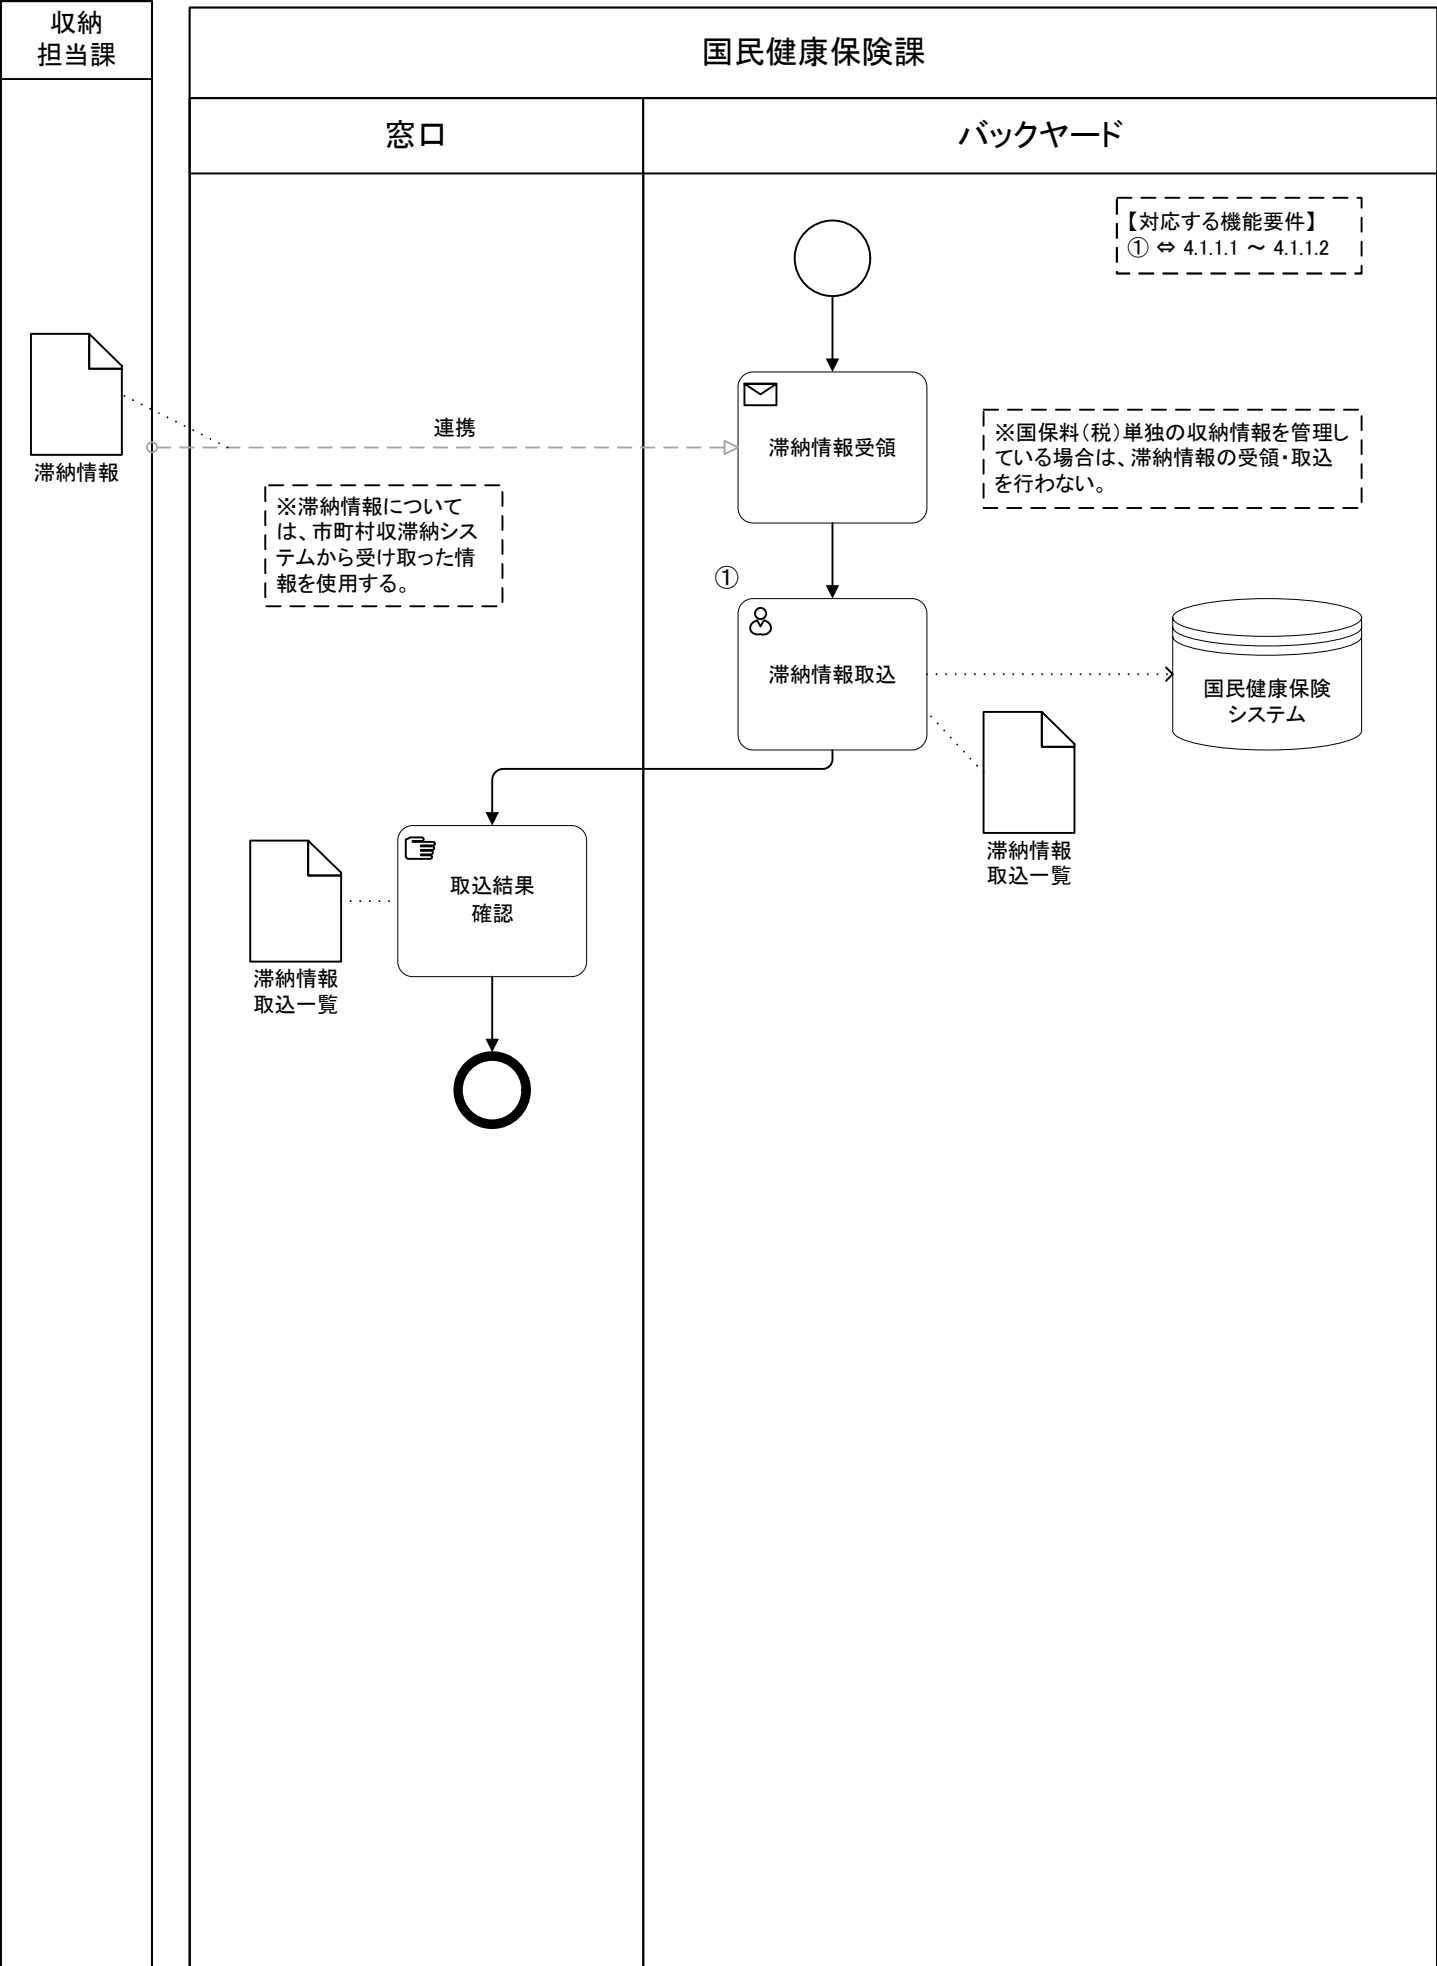 収納
担当課
国民健康保険課
窓口
バックヤード
【対応する機能要件】
① ⇔ 4.1.1.1 ～ 4.1.1.2
滞納情報
連携
滞納情報受領
※国保料（税）単独の収納情報を管理し
ている場合は、滞納情報の受領・取込
を行わない。
※滞納情報について
は、市町村収滞納シス
テムから受け取った情
報を使用する。
①
滞納情報取込
国民健康保険
システム
滞納情報
取込一覧
取込結果
確認
滞納情報
取込一覧